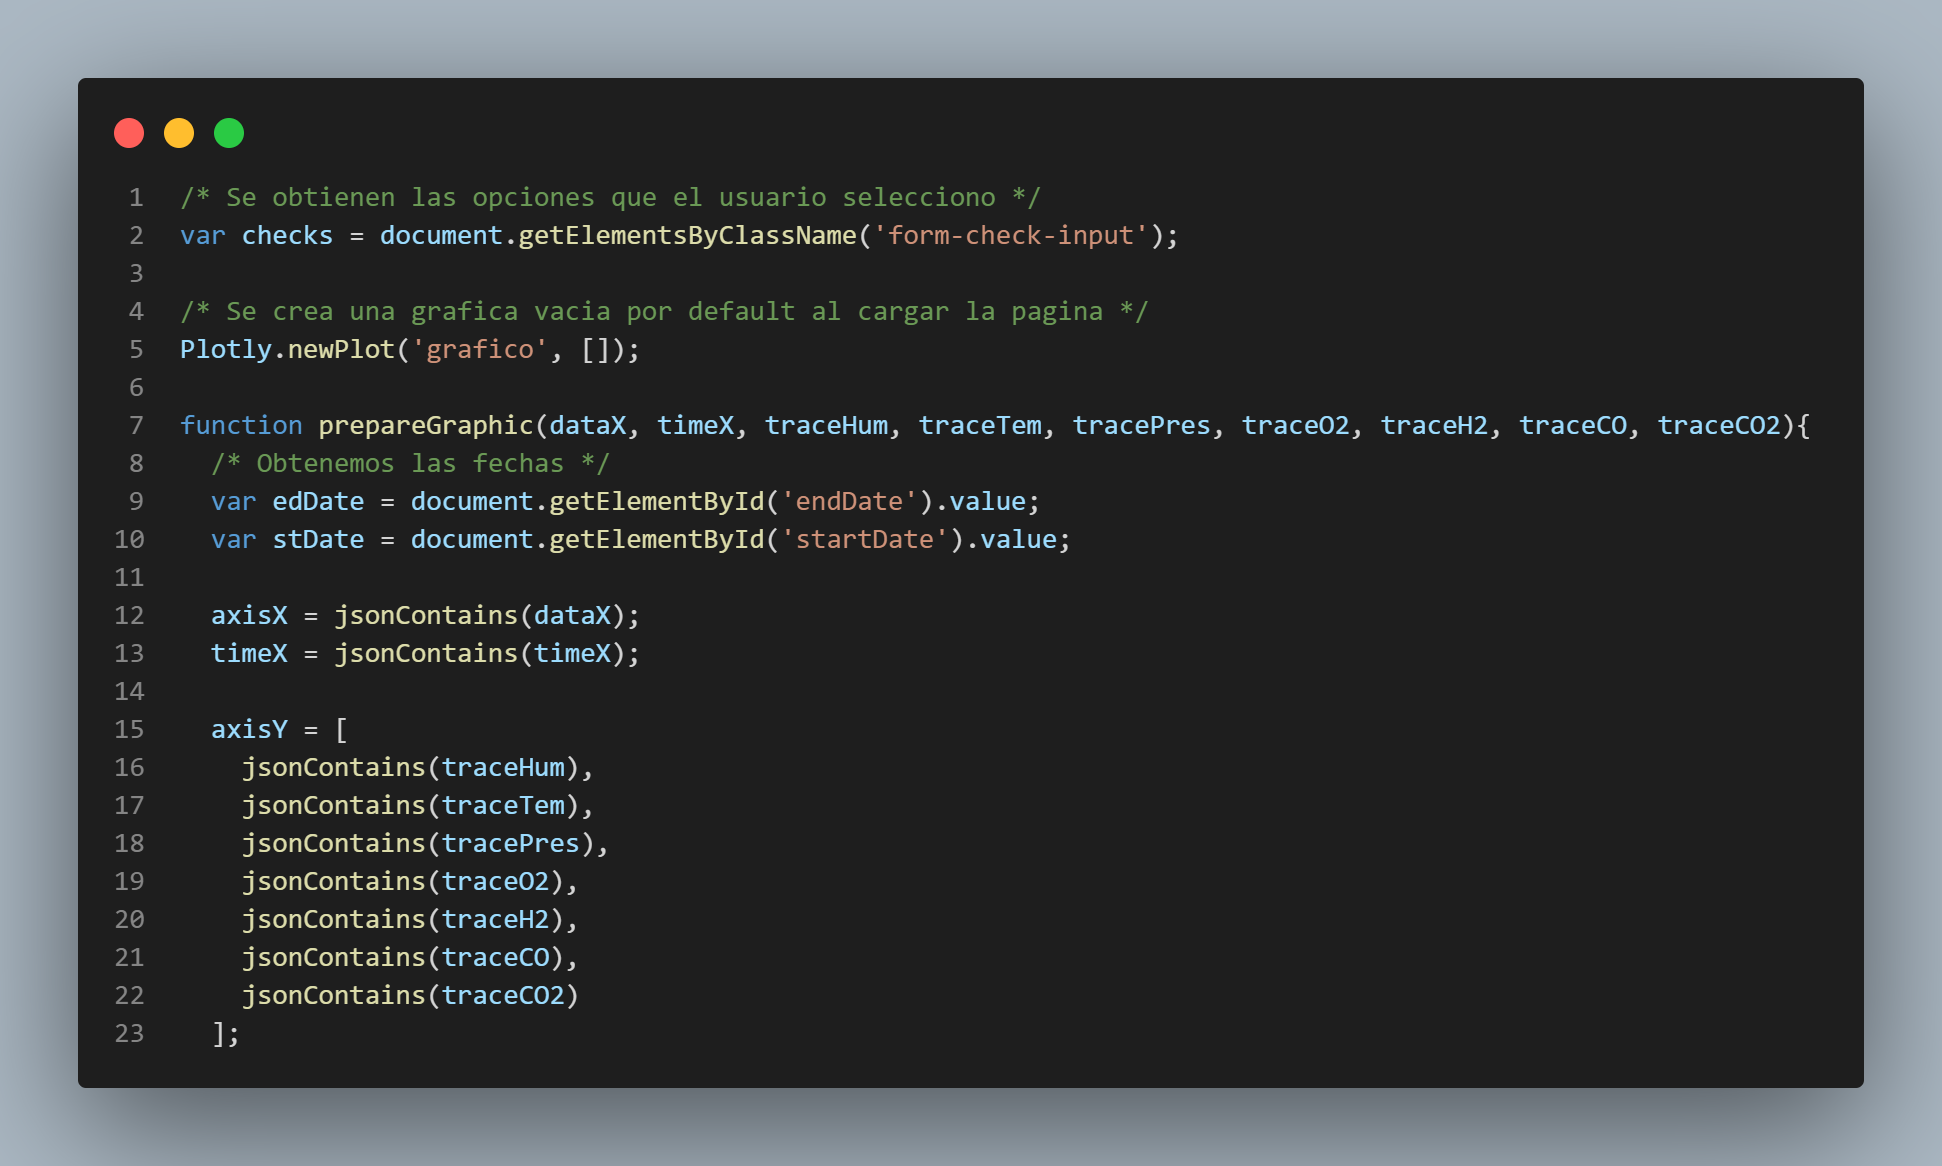 1 /* Se obtienen las opciones que el usuario selecciono */
2 var checks = document.getElementsByClassName('form-check-input');
3
4 /* Se crea una grafica vacia por default al cargar la pagina */
5 Plotly.newPlot('grafico', []);
6
7 function prepareGraphic(dataX, timeX, traceHum, traceTem, tracePres, traceO2, traceH2, traceCO, traceCO2){
8   /* Obtenemos las fechas */
9   var edDate = document.getElementById('endDate').value;
10   var stDate = document.getElementById('startDate').value;
11
12   axisX = jsonContains(dataX);
13   timeX = jsonContains(timeX);
14
15   axisY = [
16     jsonContains(traceHum),
17     jsonContains(traceTem),
18     jsonContains(tracePres),
19     jsonContains(traceO2),
20     jsonContains(traceH2),
21     jsonContains(traceCO),
22     jsonContains(traceCO2)
23   ];